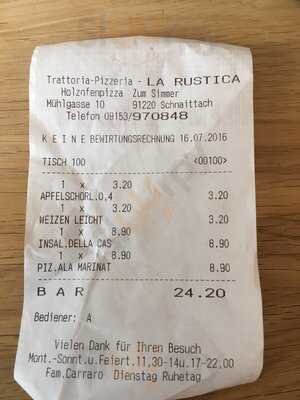 Trattoria-Pizzeria - LA RUSTICA
Holzofenpizza Zum Simmer
Mühlgasse 10 91220 Schnaittach
Telefon 09153/970848
K E I N E BEWIRTUNGSRECHNUNG 16.07.2016
TISCH 100 <00100>
1 x 3.20
APFELSCHORL.0,4 3.20
1 x 3.20
WEIZEN LEICHT 3.20
1 x 8.90
INSAL.DELLA CAS 8.90
1 x 8.90
PIZ.ALA MARINAT 8.90
B A R 24.20
Bediener: A
Vielen Dank für Ihren Besuch
Mont.-Sonnt.u.Feiert.11,30-14u.17-22,00
Fam.Carraro Dienstag Ruhetag